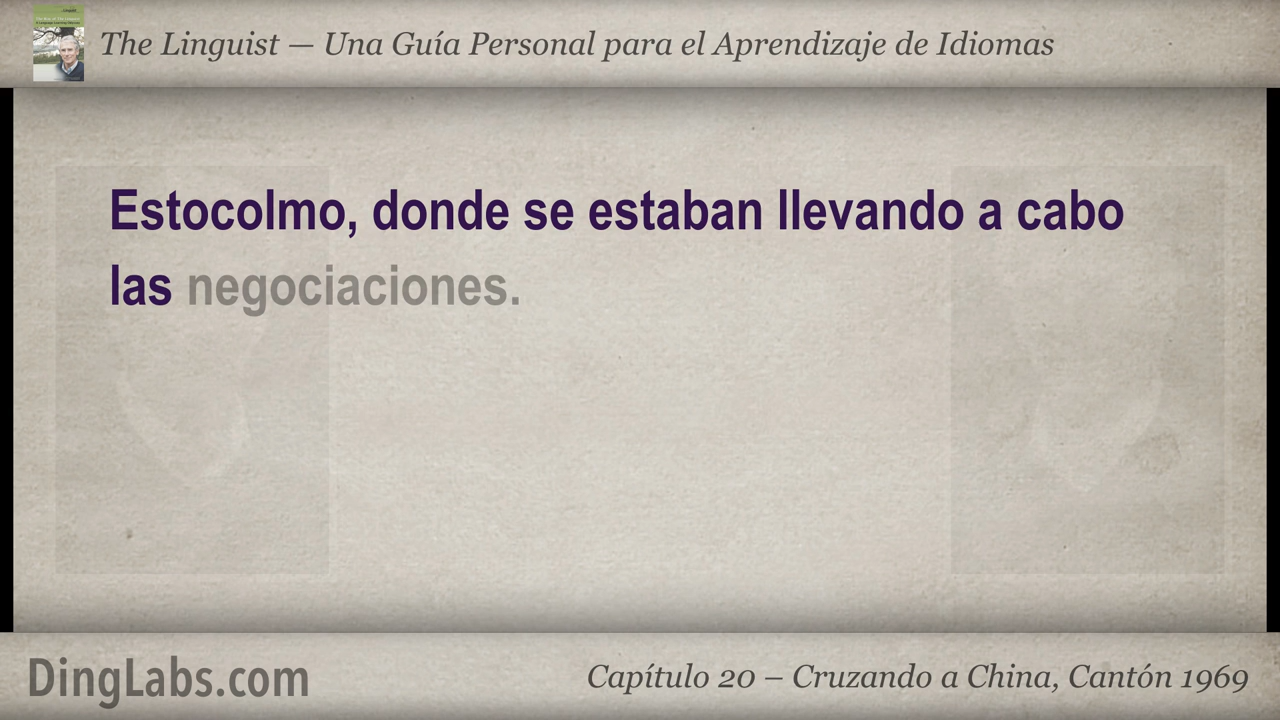 The Linguist — Una Guía Personal para el Aprendizaje de Idiomas
Estocolmo, donde se estaban llevando a cabo
las negociaciones.
DingLabs.com
Capítulo 20 – Cruzando a China, Cantón 1969